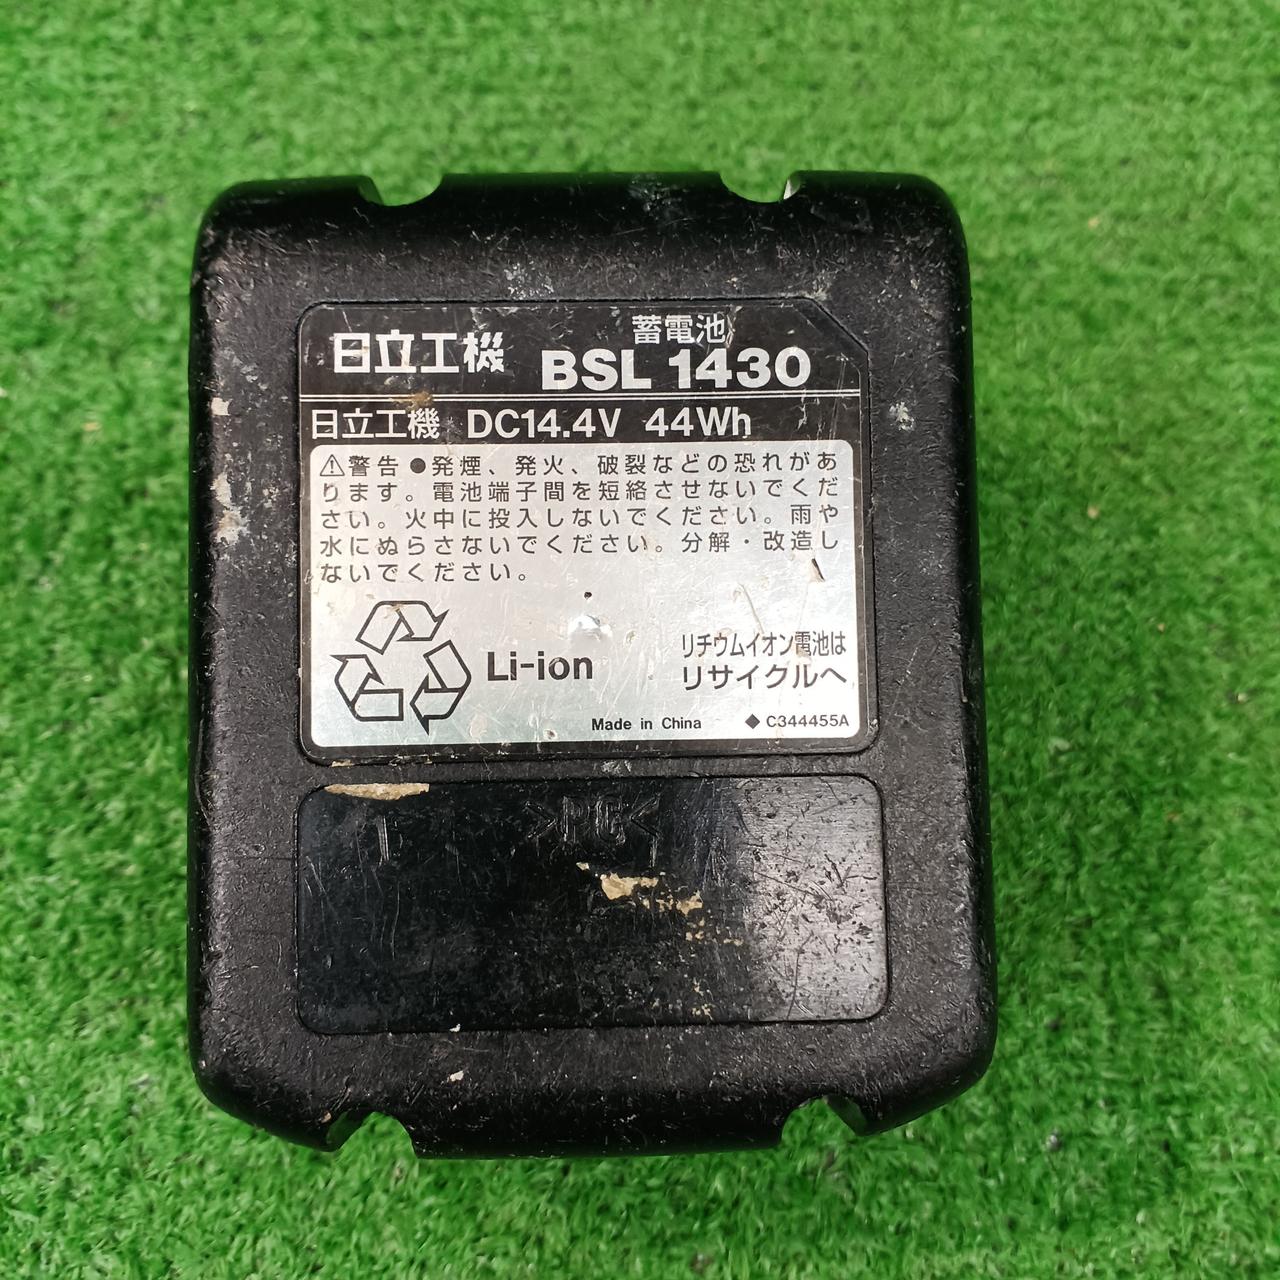 蓄電池
日立工機 BSL 1430
日立工機 DC14.4V 44Wh
⚠警告 ●発煙、発火、破裂などの恐れがあ
ります。電池端子間を短絡させないでくだ
さい。火中に投入しないでください。雨や
水にぬらさないでください。分解・改造し
ないでください。
Li-ion
リチウムイオン電池は
リサイクルへ
Made in China ◆ C344455A
>PC<